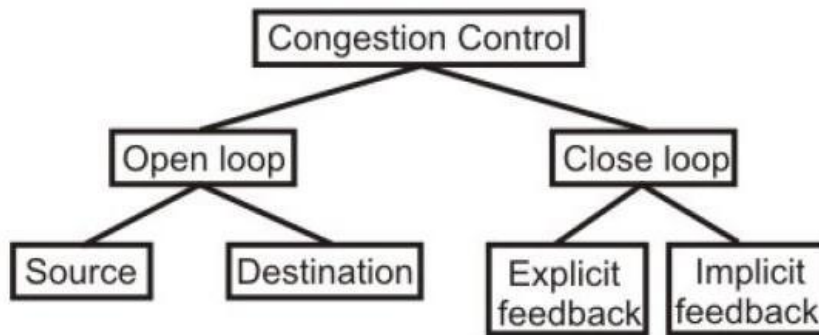 Congestion Control
Open loop
Close loop
Source
Destination
Explicit
feedback
Implicit
feedback